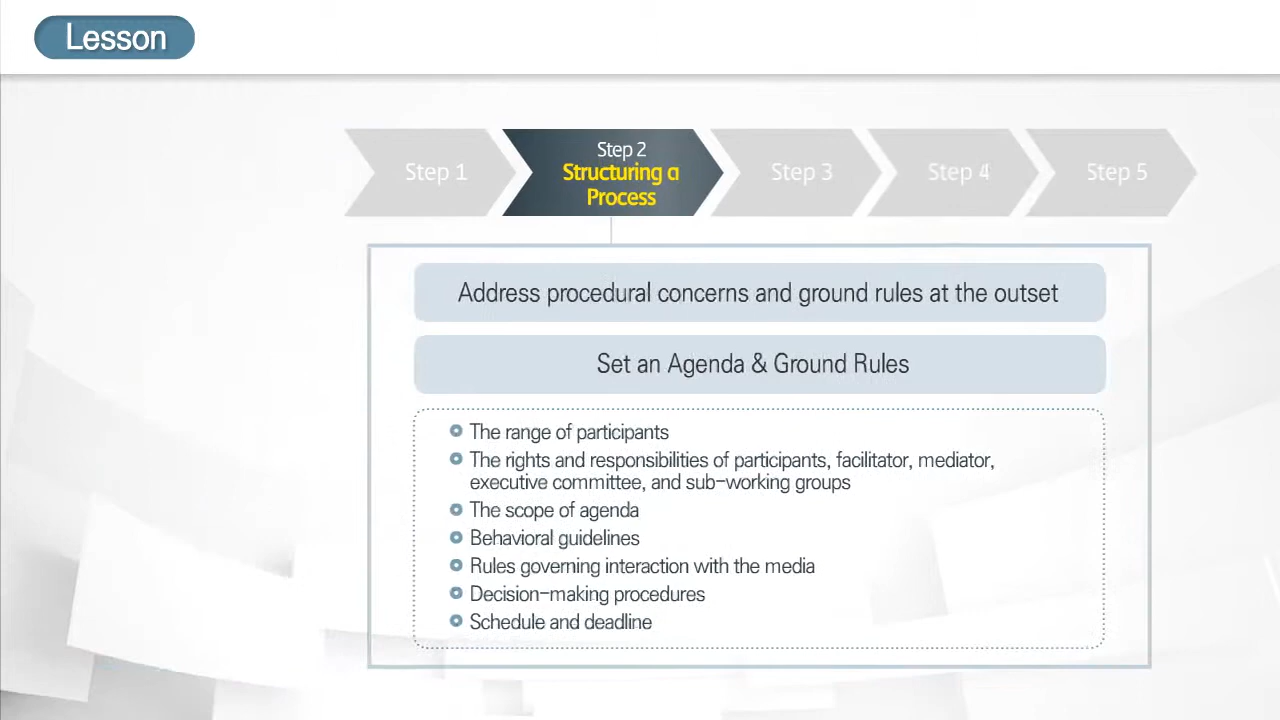 Lesson
Step 1
Step 2
Structuring a
Process
Step 3
Step 4
Step 5
Address procedural concerns and ground rules at the outset
Set an Agenda & Ground Rules
The range of participants
The rights and responsibilities of participants, facilitator, mediator,
executive committee, and sub-working groups
The scope of agenda
Behavioral guidelines
Rules governing interaction with the media
Decision-making procedures
Schedule and deadline